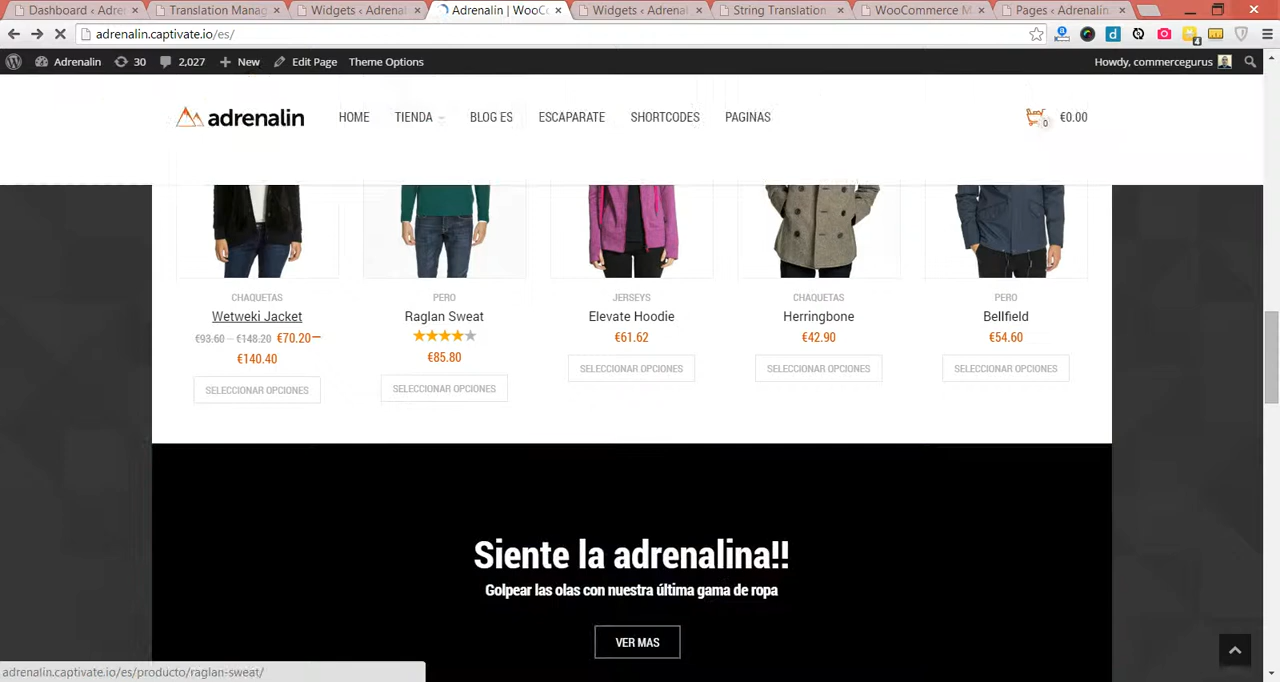 Dashboard ‹ Adre
Translation Manag
Widgets ‹ Adrenal
Adrenalin | WooCo
Widgets ‹ Adrenal
String Translation
WooCommerce M
Pages ‹ Adrenalin
adrenalin.captivate.io/es/
4
Adrenalin
30
2,027
New
Edit Page
Theme Options
Howdy, commercegurus
adrenalin
HOME
TIENDA
BLOG ES
ESCAPARATE
SHORTCODES
PAGINAS
0
€0.00
CHAQUETAS
PERO
JERSEYS
CHAQUETAS
PERO
Wetweki Jacket
Raglan Sweat
Elevate Hoodie
Herringbone
Bellfield
€93.60 – €148.20 €70.20–
€140.40
€85.80
€61.62
€42.90
€54.60
SELECCIONAR OPCIONES
SELECCIONAR OPCIONES
SELECCIONAR OPCIONES
SELECCIONAR OPCIONES
SELECCIONAR OPCIONES
Siente la adrenalina!!
Golpear las olas con nuestra última gama de ropa
VER MAS
adrenalin.captivate.io/es/producto/raglan-sweat/